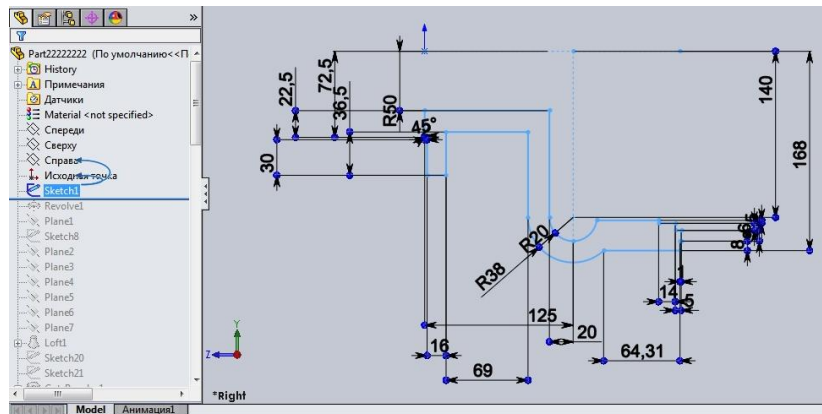 »
Part22222222 (По умолчанию<<П
History
Примечания
Датчики
Material <not specified>
Спереди
Сверху
Справа
Исходная точка
Sketch1
Revolve1
Plane1
Sketch8
Plane2
Plane3
Plane4
Plane5
Plane6
Plane7
Loft1
Sketch20
Sketch21
22,5
72,5
36,5
R50
45°
30
140
168
R20
R38
8
1
14
5
125
20
16
64,31
69
Y
Z
*Right
Model
Анимация1